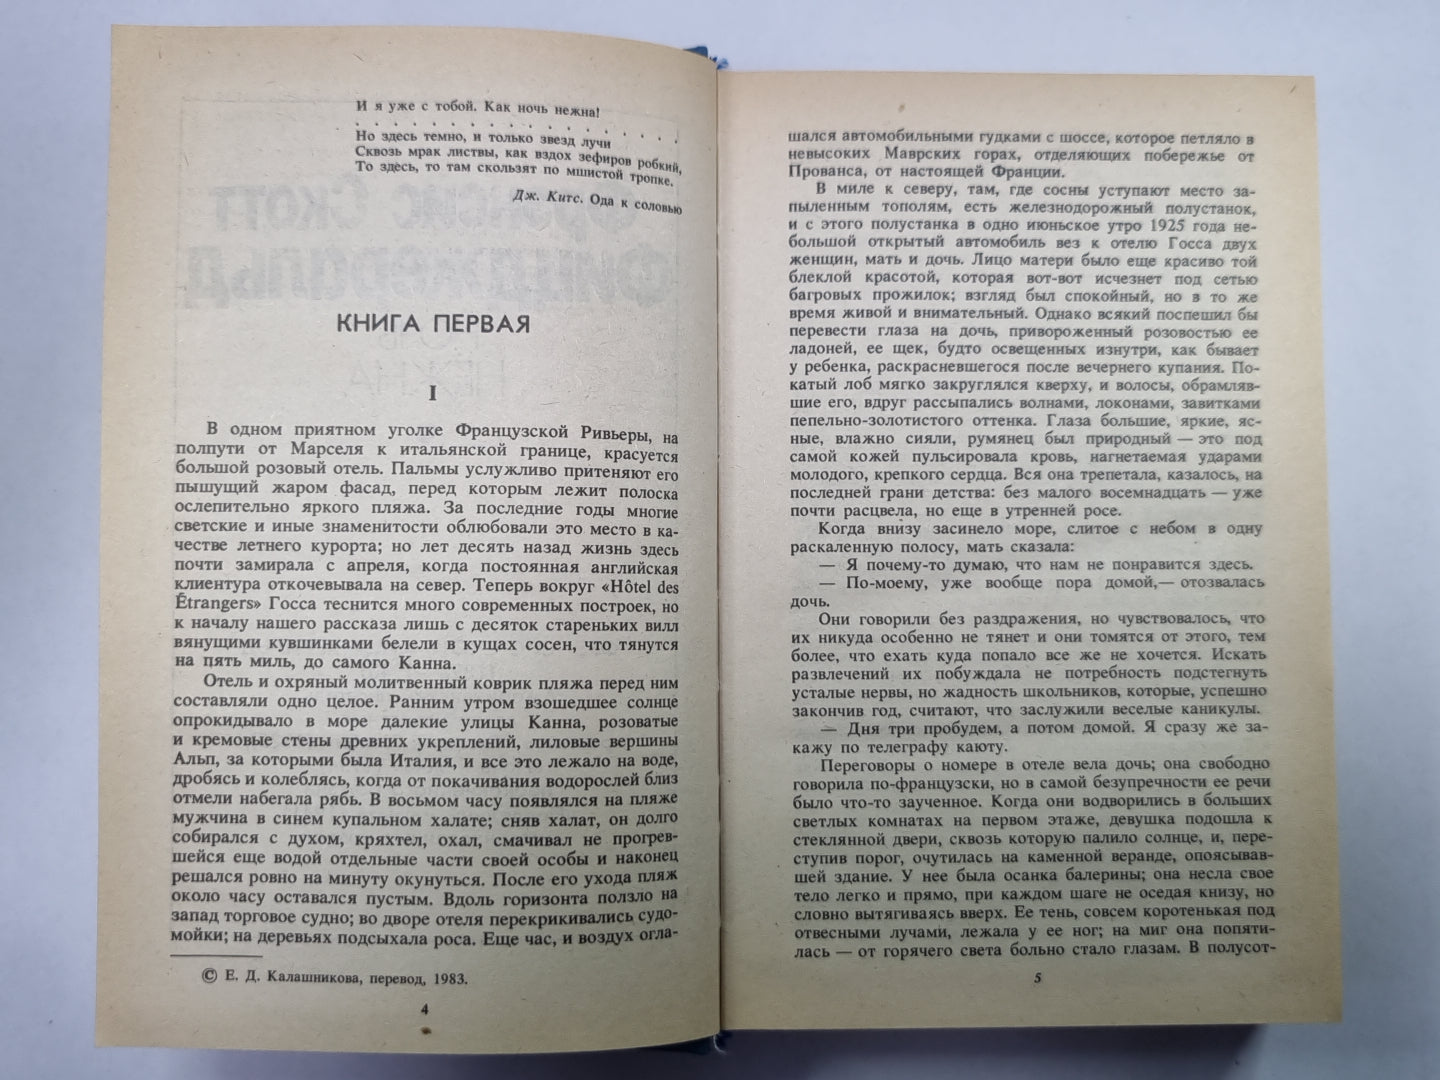 И я уже с тобой. Как ночь нежна!
. . . . . . . . . . . . . . . .
Но здесь темно, и только звезд лучи
Сквозь мрак листвы, как вздох зефиров робкий,
То здесь, то там скользят по мшистой тропке.
Дж. Китс. Ода к соловью
КНИГА ПЕРВАЯ
I
В одном приятном уголке Французской Ривьеры, на
полпути от Марселя к итальянской границе, красуется
большой розовый отель. Пальмы услужливо притеняют его
пышущий жаром фасад, перед которым лежит полоска
ослепительно яркого пляжа. За последние годы многие
светские и иные знаменитости облюбовали это место в ка-
честве летнего курорта; но лет десять назад жизнь здесь
почти замирала с апреля, когда постоянная английская
клиентура откочевывала на север. Теперь вокруг «Hôtel des
Étrangers» Госса теснится много современных построек, но
к началу нашего рассказа лишь с десяток стареньких вилл
вянущими кувшинками белели в кущах сосен, что тянутся
на пять миль, до самого Канна.
Отель и охряный молитвенный коврик пляжа перед ним
составляли одно целое. Ранним утром взошедшее солнце
опрокидывало в море далекие улицы Канна, розоватые
и кремовые стены древних укреплений, лиловые вершины
Альп, за которыми была Италия, и все это лежало на воде,
дробясь и колеблясь, когда от покачивания водорослей близ
отмели набегала рябь. В восьмом часу появлялся на пляже
мужчина в синем купальном халате; сняв халат, он долго
собирался с духом, кряхтел, охал, смачивал не прогрев-
шейся еще водой отдельные части своей особы и наконец
решался ровно на минуту окунуться. После его ухода пляж
около часу оставался пустым. Вдоль горизонта ползло на
запад торговое судно; во дворе отеля перекрикивались судо-
мойки; на деревьях подсыхала роса. Еще час, и воздух огла-
© Е. Д. Калашникова, перевод, 1983.
4
шался автомобильными гудками с шоссе, которое петляло в
невысоких Маврских горах, отделяющих побережье от
Прованса, от настоящей Франции.
В миле к северу, там, где сосны уступают место за-
пыленным тополям, есть железнодорожный полустанок,
и с этого полустанка в одно июньское утро 1925 года не-
большой открытый автомобиль вез к отелю Госса двух
женщин, мать и дочь. Лицо матери было еще красиво той
блеклой красотой, которая вот-вот исчезнет под сетью
багровых прожилок; взгляд был спокойный, но в то же
время живой и внимательный. Однако всякий поспешил бы
перевести глаза на дочь, привороженный розовостью ее
ладоней, ее щек, будто освещенных изнутри, как бывает
у ребенка, раскрасневшегося после вечернего купания. По-
катый лоб мягко закруглялся кверху, и волосы, обрамляв-
шие его, вдруг рассыпались волнами, локонами, завитками
пепельно-золотистого оттенка. Глаза большие, яркие, яс-
ные, влажно сияли, румянец был природный — это под
самой кожей пульсировала кровь, нагнетаемая ударами
молодого, крепкого сердца. Вся она трепетала, казалось, на
последней грани детства: без малого восемнадцать — уже
почти расцвела, но еще в утренней росе.
Когда внизу засинело море, слитое с небом в одну
раскаленную полосу, мать сказала:
— Я почему-то думаю, что нам не понравится здесь.
— По-моему, уже вообще пора домой,— отозвалась
дочь.
Они говорили без раздражения, но чувствовалось, что
их никуда особенно не тянет и они томятся от этого, тем
более, что ехать куда попало все же не хочется. Искать
развлечений их побуждала не потребность подстегнуть
усталые нервы, но жадность школьников, которые, успешно
закончив год, считают, что заслужили веселые каникулы.
— Дня три пробудем, а потом домой. Я сразу же за-
кажу по телеграфу каюту.
Переговоры о номере в отеле вела дочь; она свободно
говорила по-французски, но в самой безупречности ее речи
было что-то заученное. Когда они водворились в больших
светлых комнатах на первом этаже, девушка подошла к
стеклянной двери, сквозь которую палило солнце, и, пере-
ступив порог, очутилась на каменной веранде, опоясывав-
шей здание. У нее была осанка балерины; она несла свое
тело легко и прямо, при каждом шаге не оседая книзу, но
словно вытягиваясь вверх. Ее тень, совсем коротенькая под
отвесными лучами, лежала у ее ног; на миг она попяти-
лась — от горячего света больно стало глазам. В полусот-
5